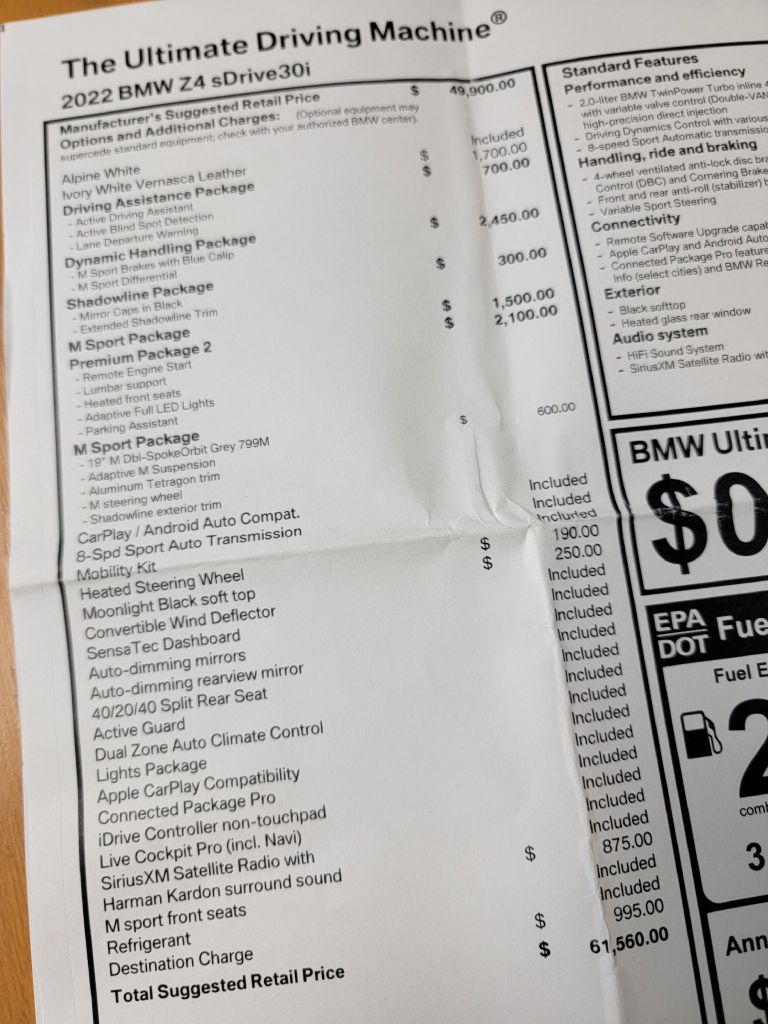 The Ultimate Driving Machine®
2022 BMW Z4 sDrive30i
Manufacturer's Suggested Retail Price $ 49,900.00
Options and Additional Charges: (Optional equipment may
supercede standard equipment; check with your authorized BMW center).
Alpine White Included
Ivory White Vernasca Leather $ 1,700.00
Driving Assistance Package $ 700.00
- Active Driving Assistant
- Active Blind Spot Detection
- Lane Departure Warning
Dynamic Handling Package $ 2,450.00
- M Sport Brakes with Blue Calip
- M Sport Differential
Shadowline Package $ 300.00
- Mirror Caps in Black
- Extended Shadowline Trim
M Sport Package $ 1,500.00
Premium Package 2 $ 2,100.00
- Remote Engine Start
- Lumbar support
- Heated front seats
- Adaptive Full LED Lights
- Parking Assistant
M Sport Package $ 600.00
- 19" M Dbl-SpokeOrbit Grey 799M
- Adaptive M Suspension
- Aluminum Tetragon trim
- M steering wheel
- Shadowline exterior trim
CarPlay / Android Auto Compat. Included
8-Spd Sport Auto Transmission Included
Mobility Kit Included
Heated Steering Wheel $ 190.00
Moonlight Black soft top $ 250.00
Convertible Wind Deflector Included
SensaTec Dashboard Included
Auto-dimming mirrors Included
Auto-dimming rearview mirror Included
40/20/40 Split Rear Seat Included
Active Guard Included
Dual Zone Auto Climate Control Included
Lights Package Included
Apple CarPlay Compatibility Included
Connected Package Pro Included
iDrive Controller non-touchpad Included
Live Cockpit Pro (incl. Navi) Included
SiriusXM Satellite Radio with Included
Harman Kardon surround sound $ 875.00
M sport front seats Included
Refrigerant Included
Destination Charge $ 995.00
Total Suggested Retail Price $ 61,560.00
Standard Features
Performance and efficiency
- 2.0-liter BMW TwinPower Turbo inline
with variable valve control (Double-VAN
high-precision direct injection
- Driving Dynamics Control with various
- 8-speed Sport Automatic transmissio
Handling, ride and braking
- 4-wheel ventilated anti-lock disc bra
Control (DBC) and Cornering Brake
- Front and rear anti-roll (stabilizer) b
- Variable Sport Steering
Connectivity
- Remote Software Upgrade capab
- Apple CarPlay and Android Auto
- Connected Package Pro feature
Info (select cities) and BMW Re
Exterior
- Black softtop
- Heated glass rear window
Audio system
- HiFi Sound System
- SiriusXM Satellite Radio wit
BMW Ultim
$0
EPA
DOT Fue
Fuel E
2
comb
3
Ann
$